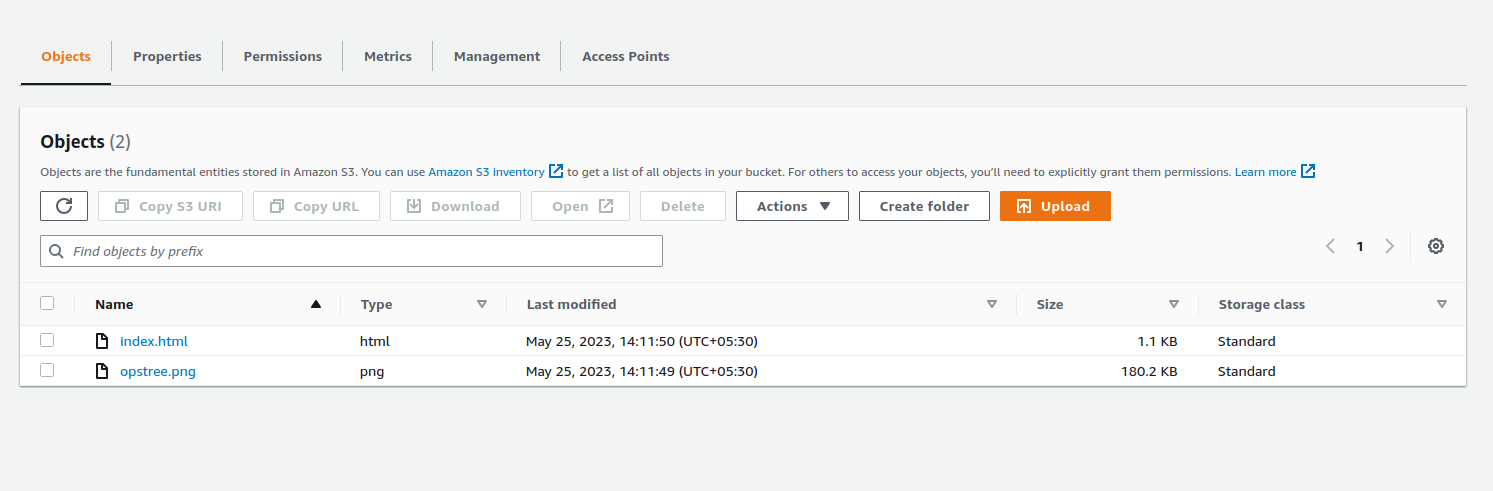 Objects Properties Permissions Metrics Management Access Points
Objects (2)
Objects are the fundamental entities stored in Amazon S3. You can use Amazon S3 inventory to get a list of all objects in your bucket. For others to access your objects, you'll need to explicitly grant them permissions. Learn more
Copy S3 URI Copy URL Download Open Delete Actions Create folder Upload
Find objects by prefix 1
Name Type Last modified Size Storage class
index.html html May 25, 2023, 14:11:50 (UTC+05:30) 1.1 KB Standard
opstree.png png May 25, 2023, 14:11:49 (UTC+05:30) 180.2 KB Standard